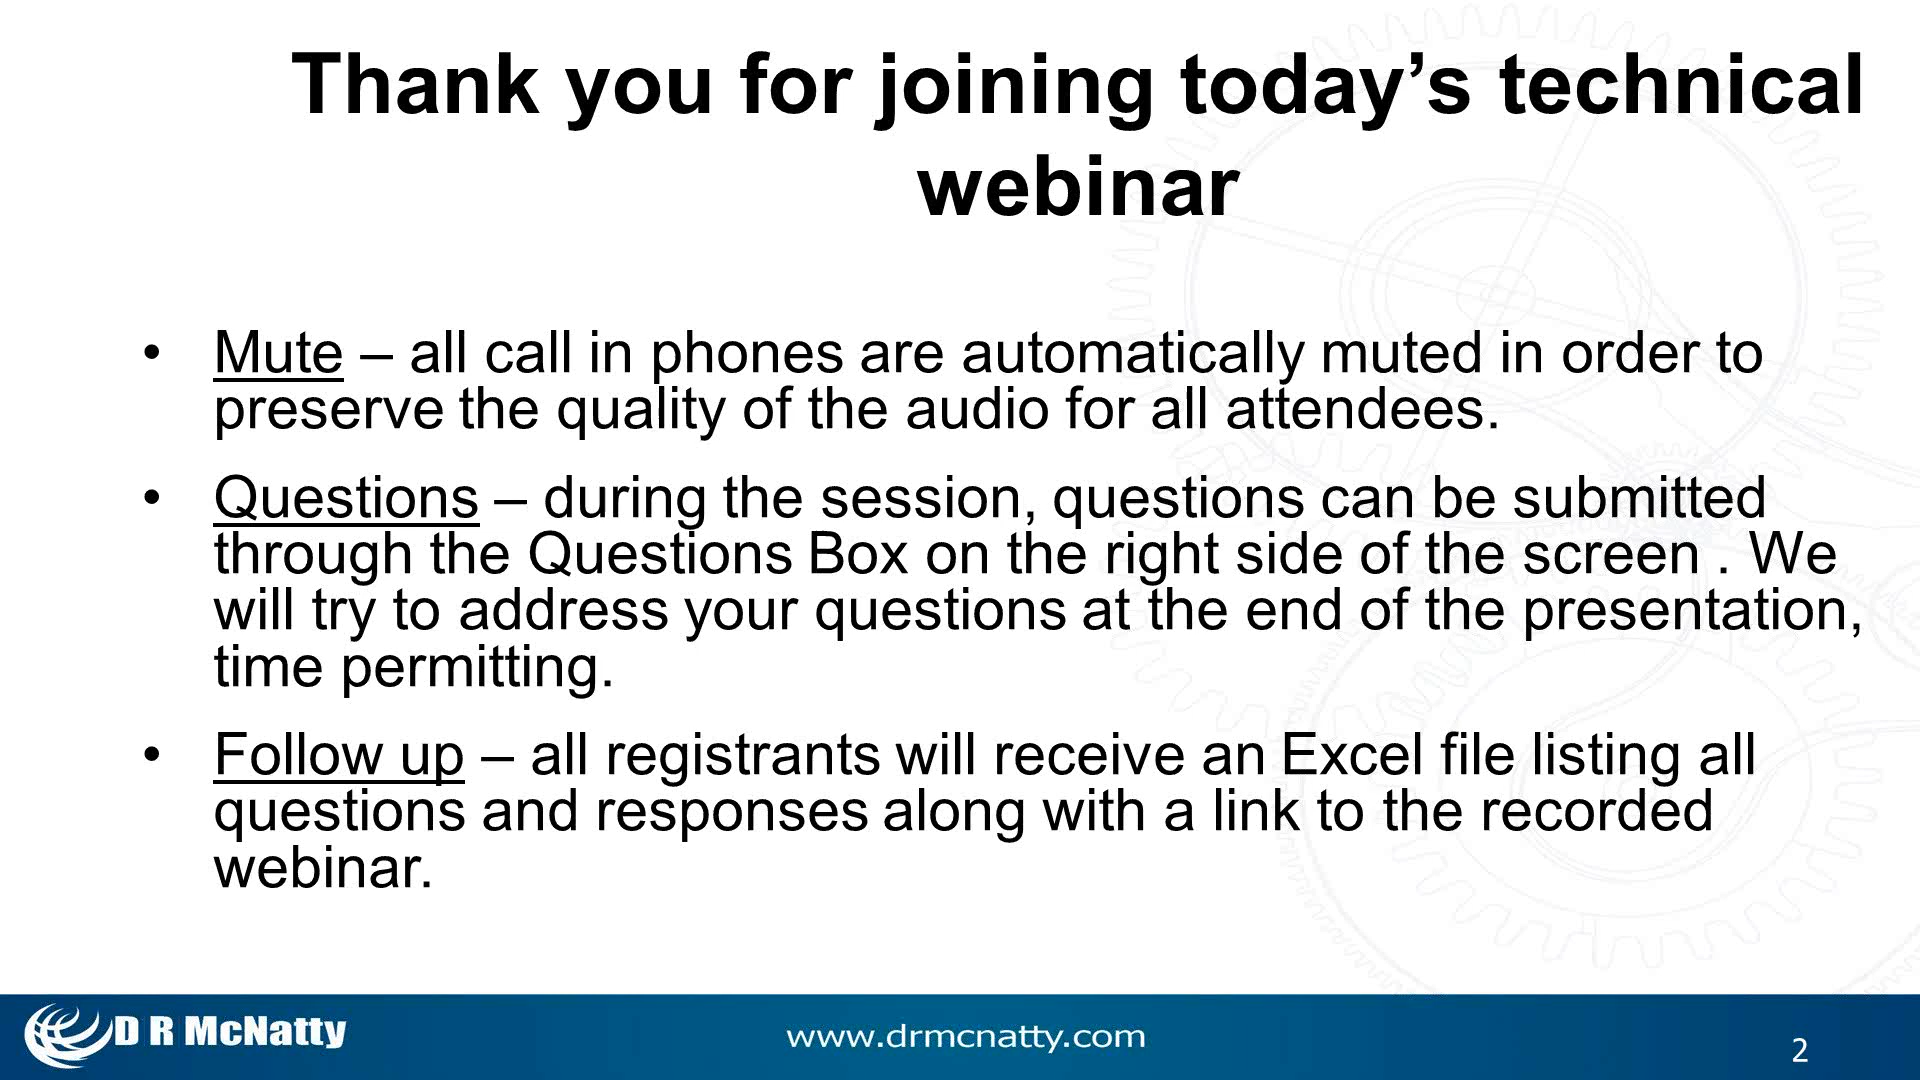 Thank you for joining today’s technical
webinar
• Mute – all call in phones are automatically muted in order to
preserve the quality of the audio for all attendees.
• Questions – during the session, questions can be submitted
through the Questions Box on the right side of the screen . We
will try to address your questions at the end of the presentation,
time permitting.
• Follow up – all registrants will receive an Excel file listing all
questions and responses along with a link to the recorded
webinar.
D R McNatty
www.drmcnatty.com
2